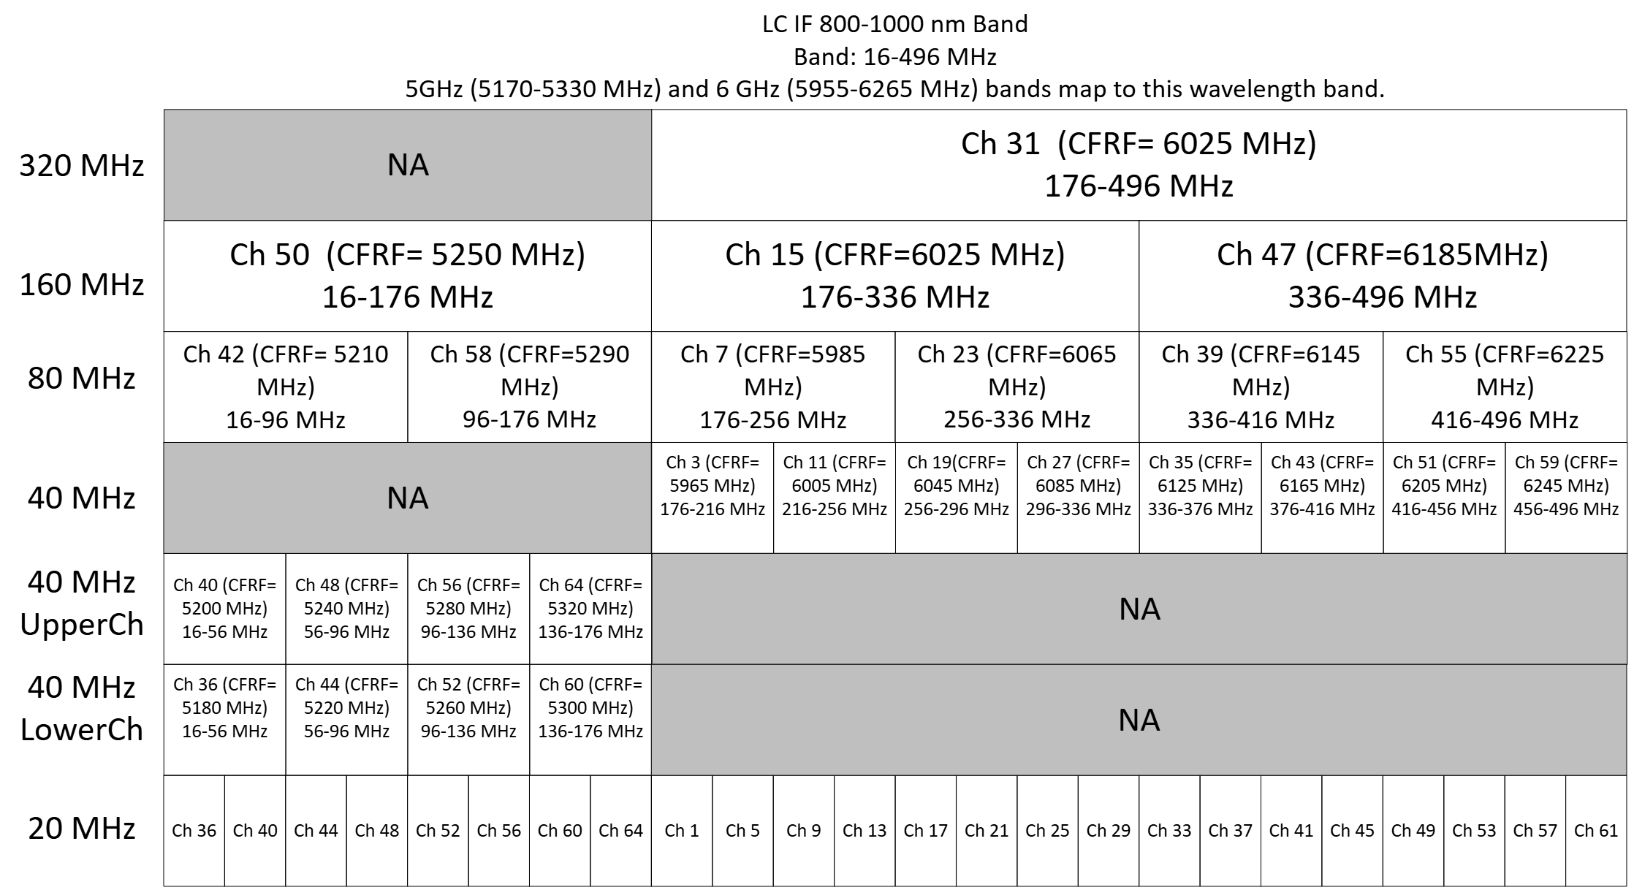 LC IF 800-1000 nm Band
Band: 16-496 MHz
5GHz (5170-5330 MHz) and 6 GHz (5955-6265 MHz) bands map to this wavelength band.
320 MHz
NA
Ch 31 (CFRF= 6025 MHz)
176-496 MHz
160 MHz
Ch 50 (CFRF= 5250 MHz)
16-176 MHz
Ch 15 (CFRF=6025 MHz)
176-336 MHz
Ch 47 (CFRF=6185MHz)
336-496 MHz
80 MHz
Ch 42 (CFRF= 5210
MHz)
16-96 MHz
Ch 58 (CFRF=5290
MHz)
96-176 MHz
Ch 7 (CFRF=5985
MHz)
176-256 MHz
Ch 23 (CFRF=6065
MHz)
256-336 MHz
Ch 39 (CFRF=6145
MHz)
336-416 MHz
Ch 55 (CFRF=6225
MHz)
416-496 MHz
40 MHz
NA
Ch 3 (CFRF=
5965 MHz)
176-216 MHz
Ch 11 (CFRF=
6005 MHz)
216-256 MHz
Ch 19(CFRF=
6045 MHz)
256-296 MHz
Ch 27 (CFRF=
6085 MHz)
296-336 MHz
Ch 35 (CFRF=
6125 MHz)
336-376 MHz
Ch 43 (CFRF=
6165 MHz)
376-416 MHz
Ch 51 (CFRF=
6205 MHz)
416-456 MHz
Ch 59 (CFRF=
6245 MHz)
456-496 MHz
40 MHz
UpperCh
Ch 40 (CFRF=
5200 MHz)
16-56 MHz
Ch 48 (CFRF=
5240 MHz)
56-96 MHz
Ch 56 (CFRF=
5280 MHz)
96-136 MHz
Ch 64 (CFRF=
5320 MHz)
136-176 MHz
NA
40 MHz
LowerCh
Ch 36 (CFRF=
5180 MHz)
16-56 MHz
Ch 44 (CFRF=
5220 MHz)
56-96 MHz
Ch 52 (CFRF=
5260 MHz)
96-136 MHz
Ch 60 (CFRF=
5300 MHz)
136-176 MHz
NA
20 MHz
Ch 36
Ch 40
Ch 44
Ch 48
Ch 52
Ch 56
Ch 60
Ch 64
Ch 1
Ch 5
Ch 9
Ch 13
Ch 17
Ch 21
Ch 25
Ch 29
Ch 33
Ch 37
Ch 41
Ch 45
Ch 49
Ch 53
Ch 57
Ch 61